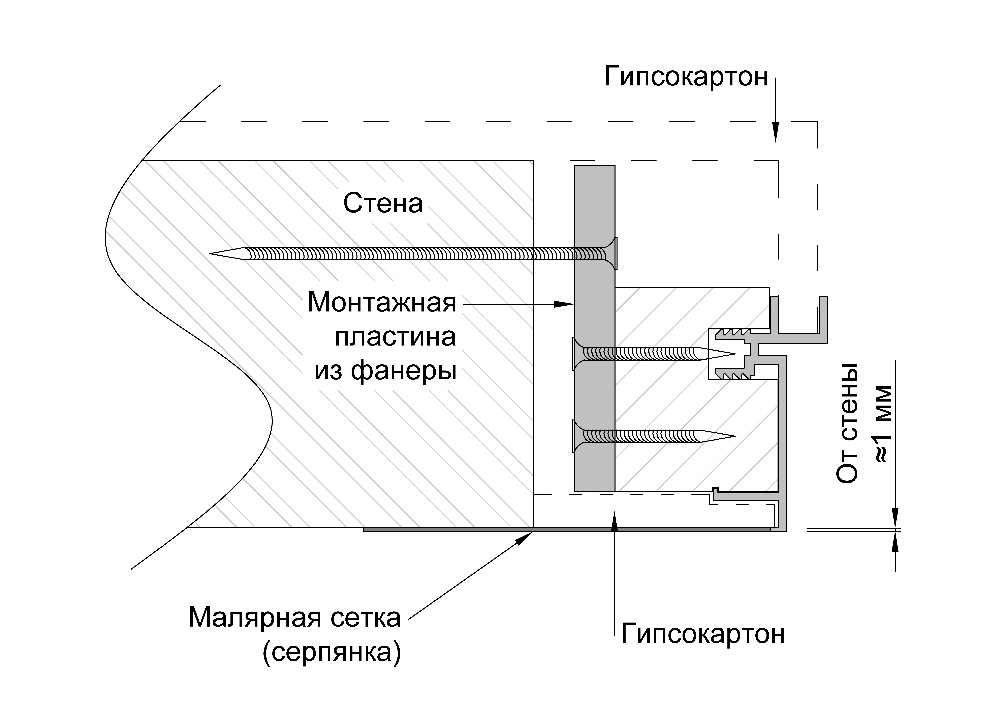 Гипсокартон
Стена
Монтажная
пластина
из фанеры
От стены
≈1 мм
Малярная сетка
(серпянка)
Гипсокартон